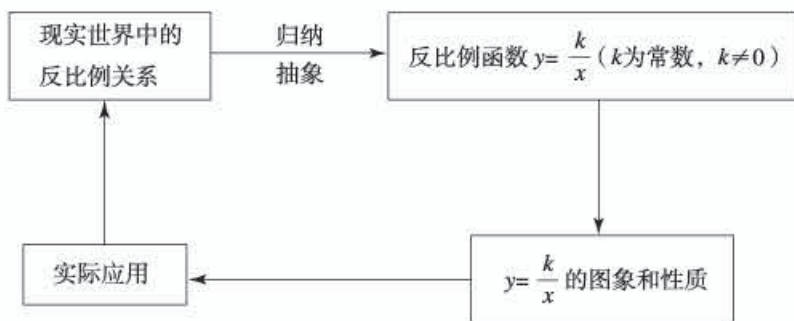 现实世界中的
反比例关系
归纳
抽象
反比例函数 y= k/x (k为常数，k≠0)
y= k/x 的图象和性质
实际应用